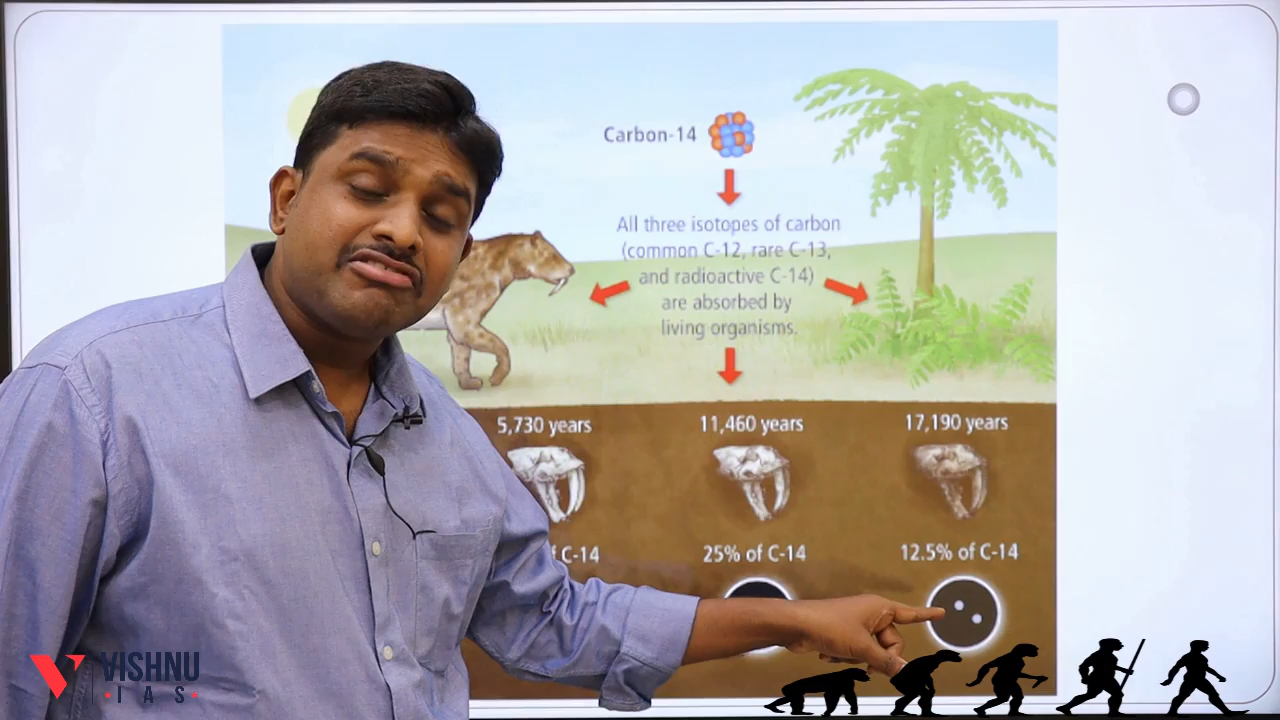 Carbon-14
All three isotopes of carbon
(common C-12, rare C-13,
and radioactive C-14)
are absorbed by
living organisms.
5,730 years
11,460 years
17,190 years
C-14
25% of C-14
12.5% of C-14
VISHNU
IAS